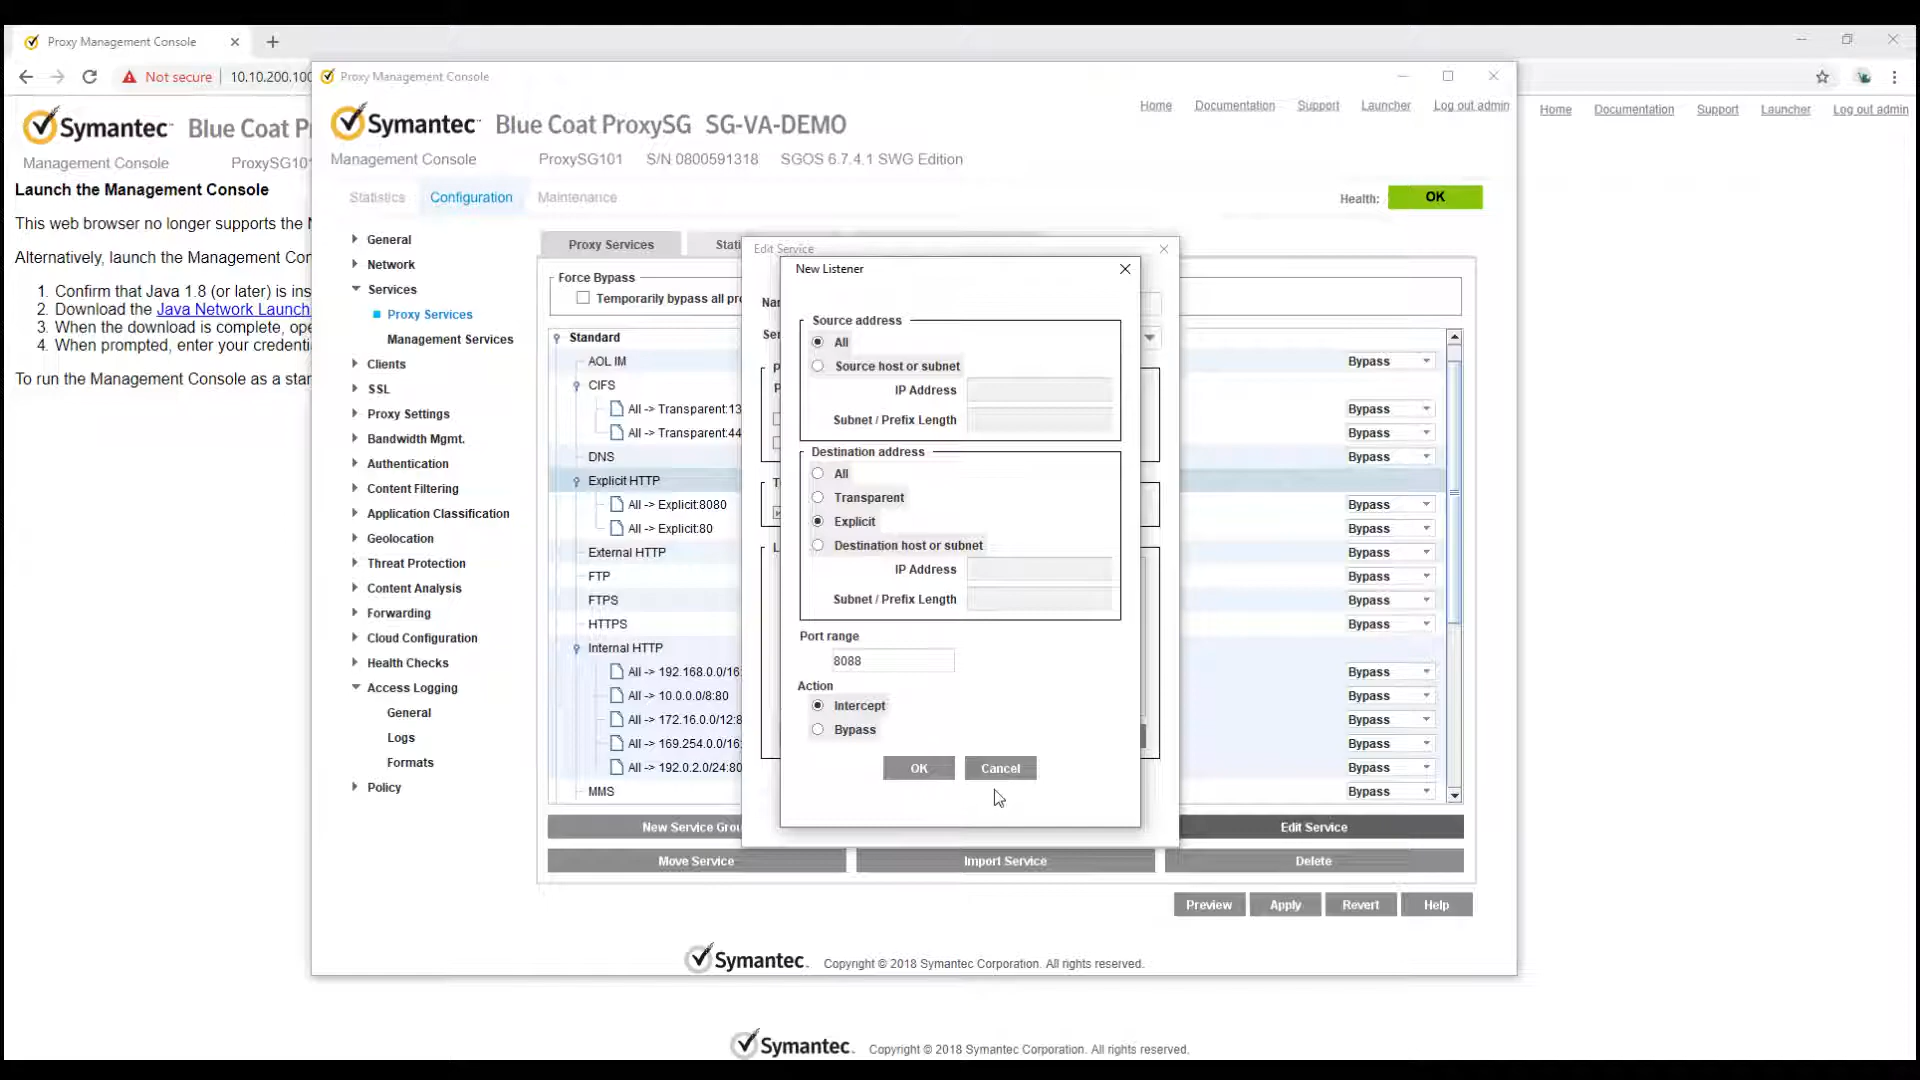 Proxy Management Console
Not secure
10.10.200.100
Symantec
Blue Coat P
Management Console
ProxySG101
Home
Documentation
Support
Launcher
Log out admin
Launch the Management Console
This web browser no longer supports the
Alternatively, launch the Management Con
1. Confirm that Java 1.8 (or later) is ins
2. Download the Java Network Launch
3. When the download is complete, ope
4. When prompted, enter your credenti
To run the Management Console as a star
Proxy Management Console
Home
Documentation
Support
Launcher
Log out admin
Symantec
Blue Coat ProxySG SG-VA-DEMO
Management Console
ProxySG101
S/N 0800591318
SGOS 6.7.4.1 SWG Edition
Statistics
Configuration
Maintenance
Health:
OK
General
Network
Services
Proxy Services
Management Services
Clients
SSL
Proxy Settings
Bandwidth Mgmt.
Authentication
Content Filtering
Application Classification
Geolocation
Threat Protection
Content Analysis
Forwarding
Cloud Configuration
Health Checks
Access Logging
General
Logs
Formats
Policy
Proxy Services
Stati
Force Bypass
Temporarily bypass all pro
Standard
AOL IM
Bypass
CIFS
All -> Transparent:13
Bypass
All -> Transparent:44
Bypass
DNS
Bypass
Explicit HTTP
All -> Explicit:8080
Bypass
All -> Explicit:80
Bypass
External HTTP
Bypass
FTP
Bypass
FTPS
Bypass
HTTPS
Bypass
Internal HTTP
All -> 192.168.0.0/16
Bypass
All -> 10.0.0.0/8:80
Bypass
All -> 172.16.0.0/12:8
Bypass
All -> 169.254.0.0/16
Bypass
All -> 192.0.2.0/24:80
Bypass
MMS
Bypass
New Service Grou
Edit Service
Move Service
Import Service
Delete
Preview
Apply
Revert
Help
Edit Service
Nar
Ser
New Listener
Source address
All
Source host or subnet
IP Address
Subnet / Prefix Length
Destination address
All
Transparent
Explicit
Destination host or subnet
IP Address
Subnet / Prefix Length
Port range
8088
Action
Intercept
Bypass
OK
Cancel
Symantec
Copyright © 2018 Symantec Corporation. All rights reserved.
Symantec
Copyright © 2018 Symantec Corporation. All rights reserved.